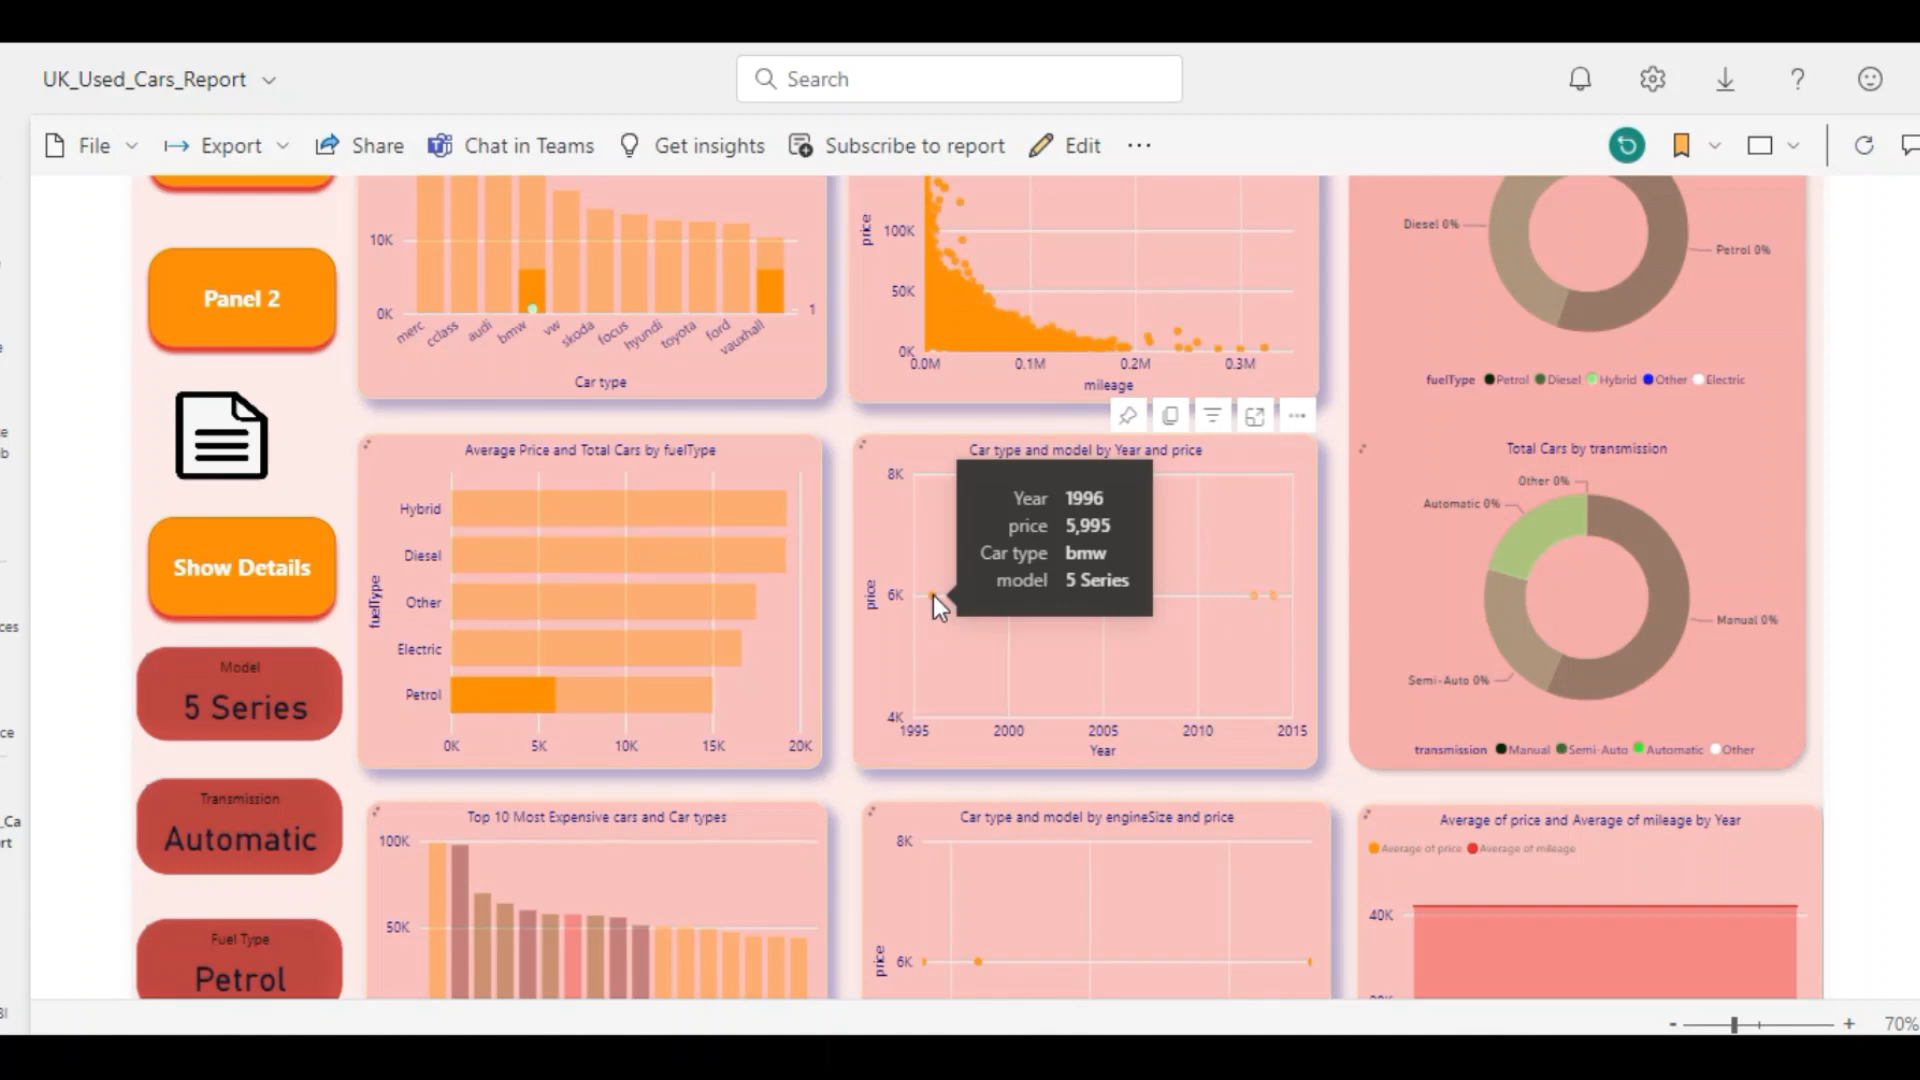 UK_Used_Cars_Report
Search
File
Export
Share
Chat in Teams
Get insights
Subscribe to report
Edit
Panel 2
Show Details
Model
5 Series
Transmission
Automatic
Fuel Type
Petrol
10K
0K
1
merc
cclass
audi
bmw
vw
skoda
focus
hyundi
toyota
ford
vauxhall
Car type
price
100K
50K
0K
0.0M
0.1M
0.2M
0.3M
mileage
Diesel 0%
Petrol 0%
fuelType Petrol Diesel Hybrid Other Electric
Average Price and Total Cars by fuelType
fuelType
Hybrid
Diesel
Other
Electric
Petrol
0K
5K
10K
15K
20K
Car type and model by Year and price
price
8K
6K
4K
1995
2000
2005
2010
2015
Year
Year 1996
price 5,995
Car type bmw
model 5 Series
Total Cars by transmission
Other 0%
Automatic 0%
Manual 0%
Semi-Auto 0%
transmission Manual Semi-Auto Automatic Other
Top 10 Most Expensive cars and Car types
100K
50K
Car type and model by engineSize and price
price
8K
6K
Average of price and Average of mileage by Year
Average of price Average of mileage
40K
70%